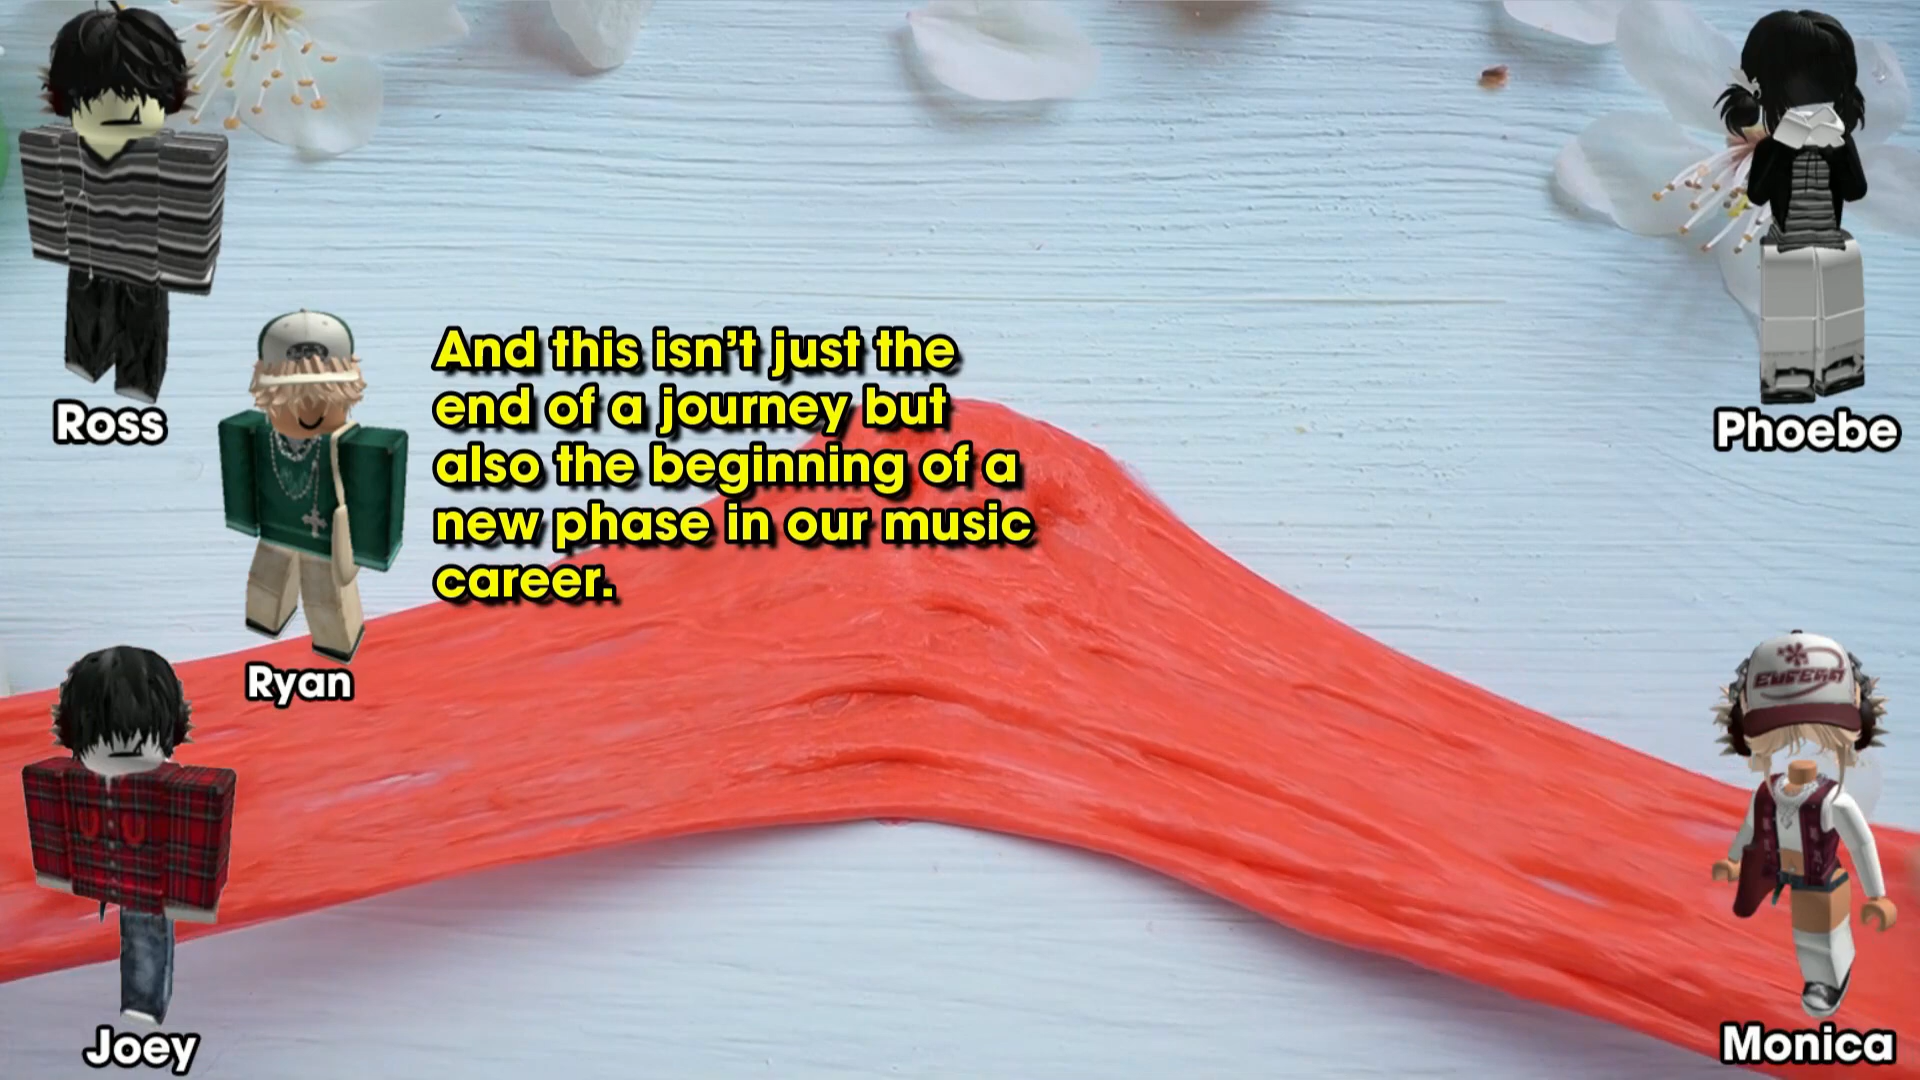 Ross
Phoebe
And this isn’t just the
end of a journey but
also the beginning of a
new phase in our music
career.
Ryan
Joey
Monica